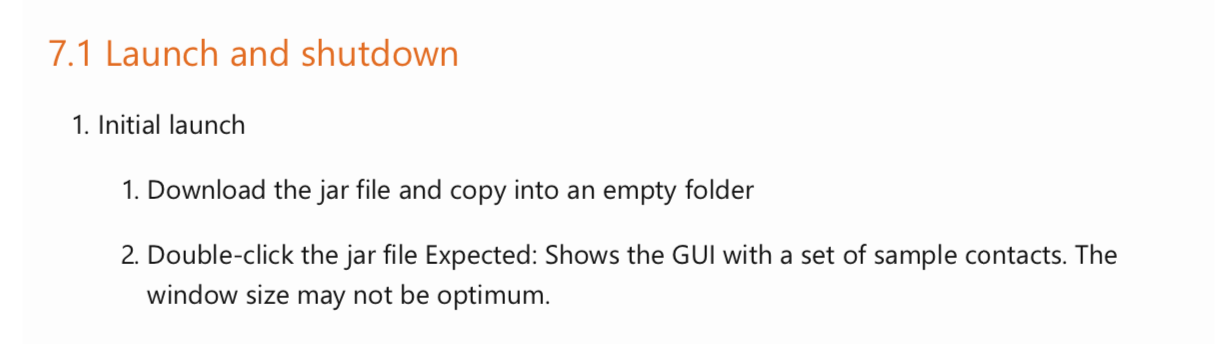 7.1 Launch and shutdown
1. Initial launch
1. Download the jar file and copy into an empty folder
2. Double-click the jar file Expected: Shows the GUI with a set of sample contacts. The
window size may not be optimum.